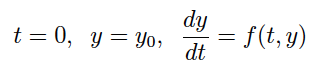 t = 0, y = y₀, dy/dt = f(t, y)